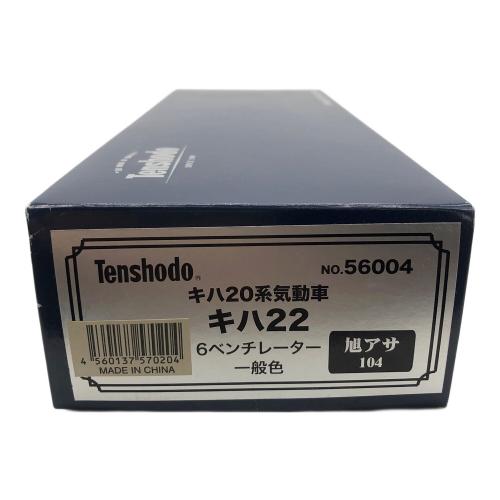 Tenshodo
Tenshodo®
NO.56004
キハ20系気動車
キハ22
6ベンチレーター
一般色
旭アサ
104
4 560137 570204
MADE IN CHINA